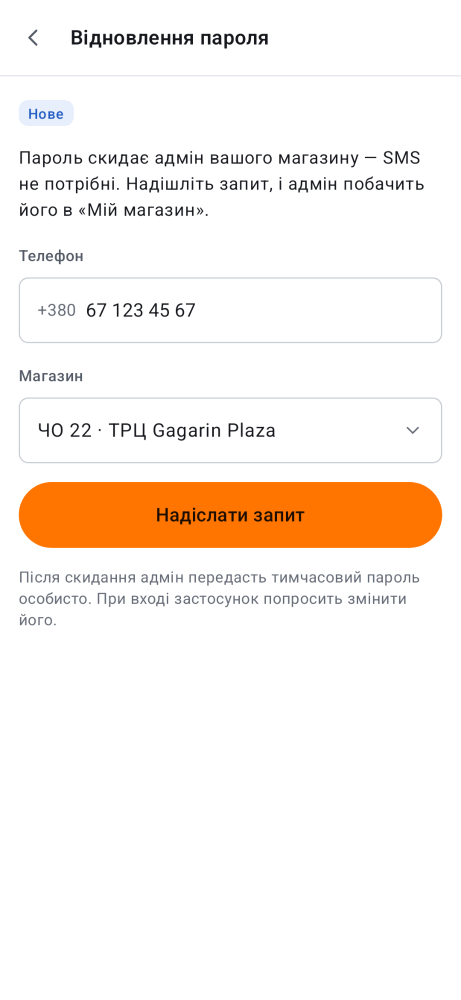 Відновлення пароля
Нове
Пароль скидає адмін вашого магазину — SMS
не потрібні. Надішліть запит, і адмін побачить
його в «Мій магазин».
Телефон
+380 67 123 45 67
Магазин
ЧО 22 · ТРЦ Gagarin Plaza
Надіслати запит
Після скидання адмін передасть тимчасовий пароль
особисто. При вході застосунок попросить змінити
його.